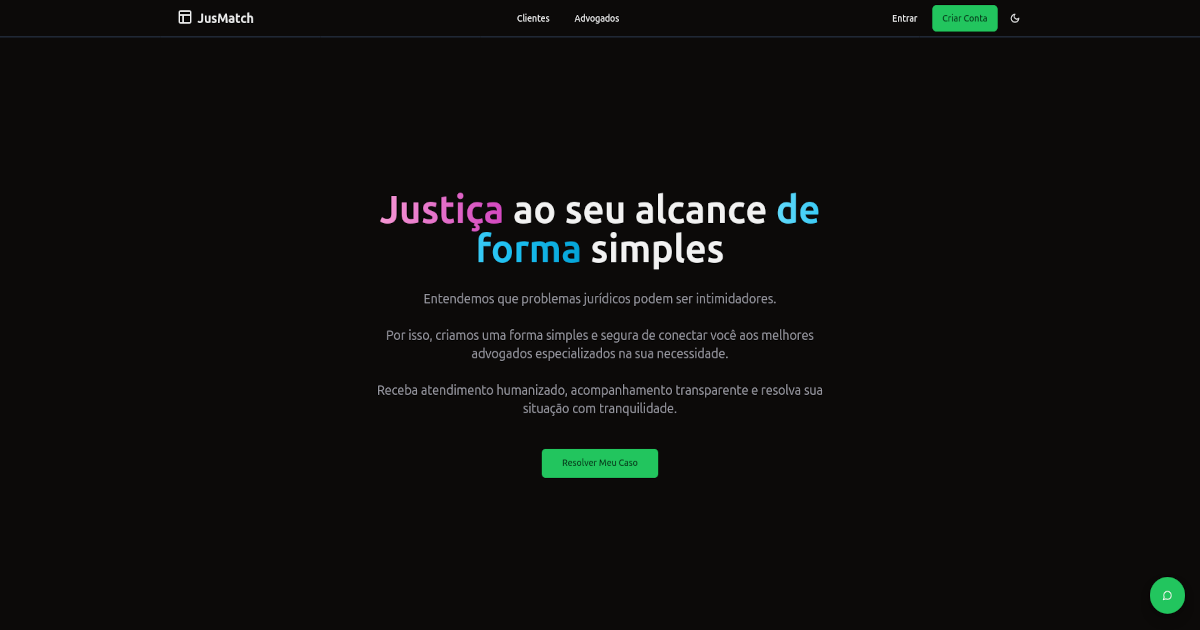 JusMatch
Clientes
Advogados
Entrar
Criar Conta
Justiça ao seu alcance de
forma simples
Entendemos que problemas jurídicos podem ser intimidadores.
Por isso, criamos uma forma simples e segura de conectar você aos melhores
advogados especializados na sua necessidade.
Receba atendimento humanizado, acompanhamento transparente e resolva sua
situação com tranquilidade.
Resolver Meu Caso